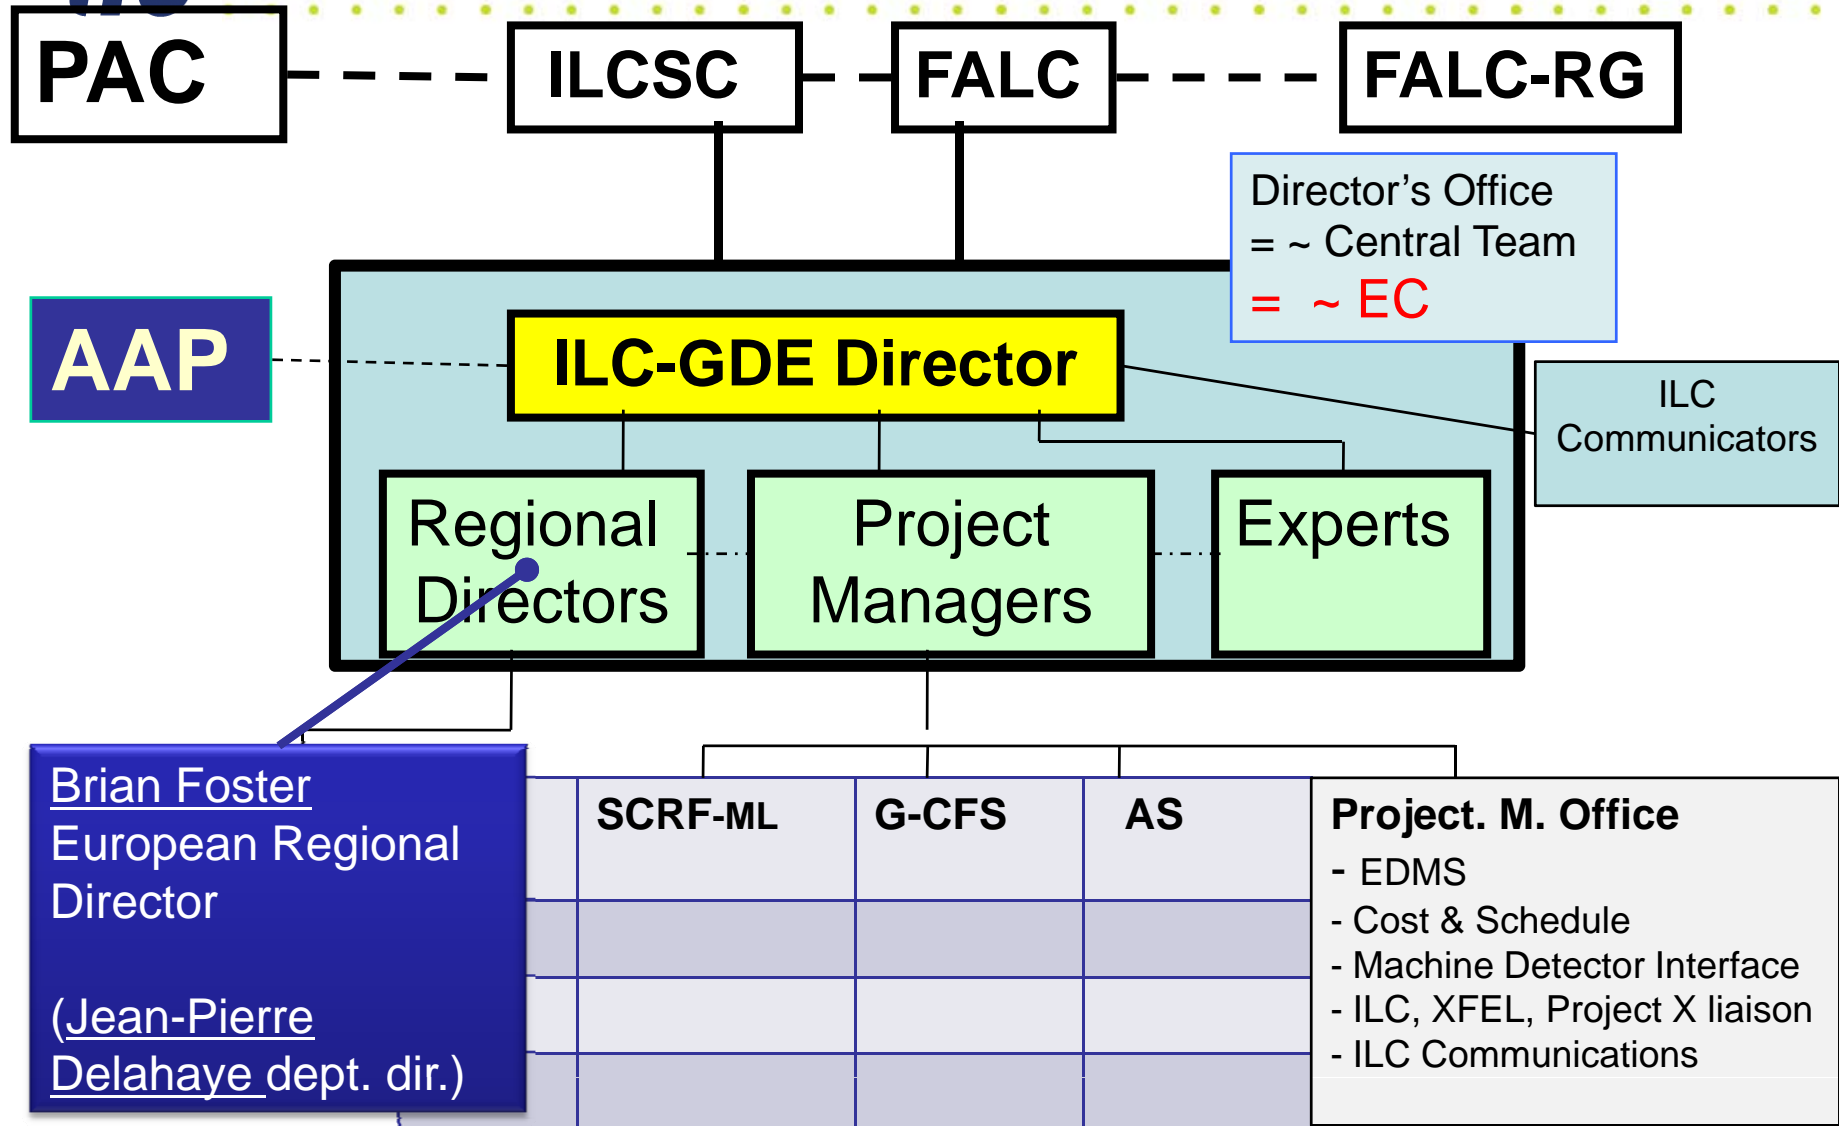 PAC
ILCSC
FALC
FALC-RG
Director's Office
= ~ Central Team
= ~ EC
AAP
ILC-GDE Director
ILC
Communicators
Regional
Directors
Project
Managers
Experts
Brian Foster
European Regional
Director
(Jean-Pierre
Delahaye dept. dir.)
SCRF-ML
G-CFS
AS
Project. M. Office
- EDMS
- Cost & Schedule
- Machine Detector Interface
- ILC, XFEL, Project X liaison
- ILC Communications